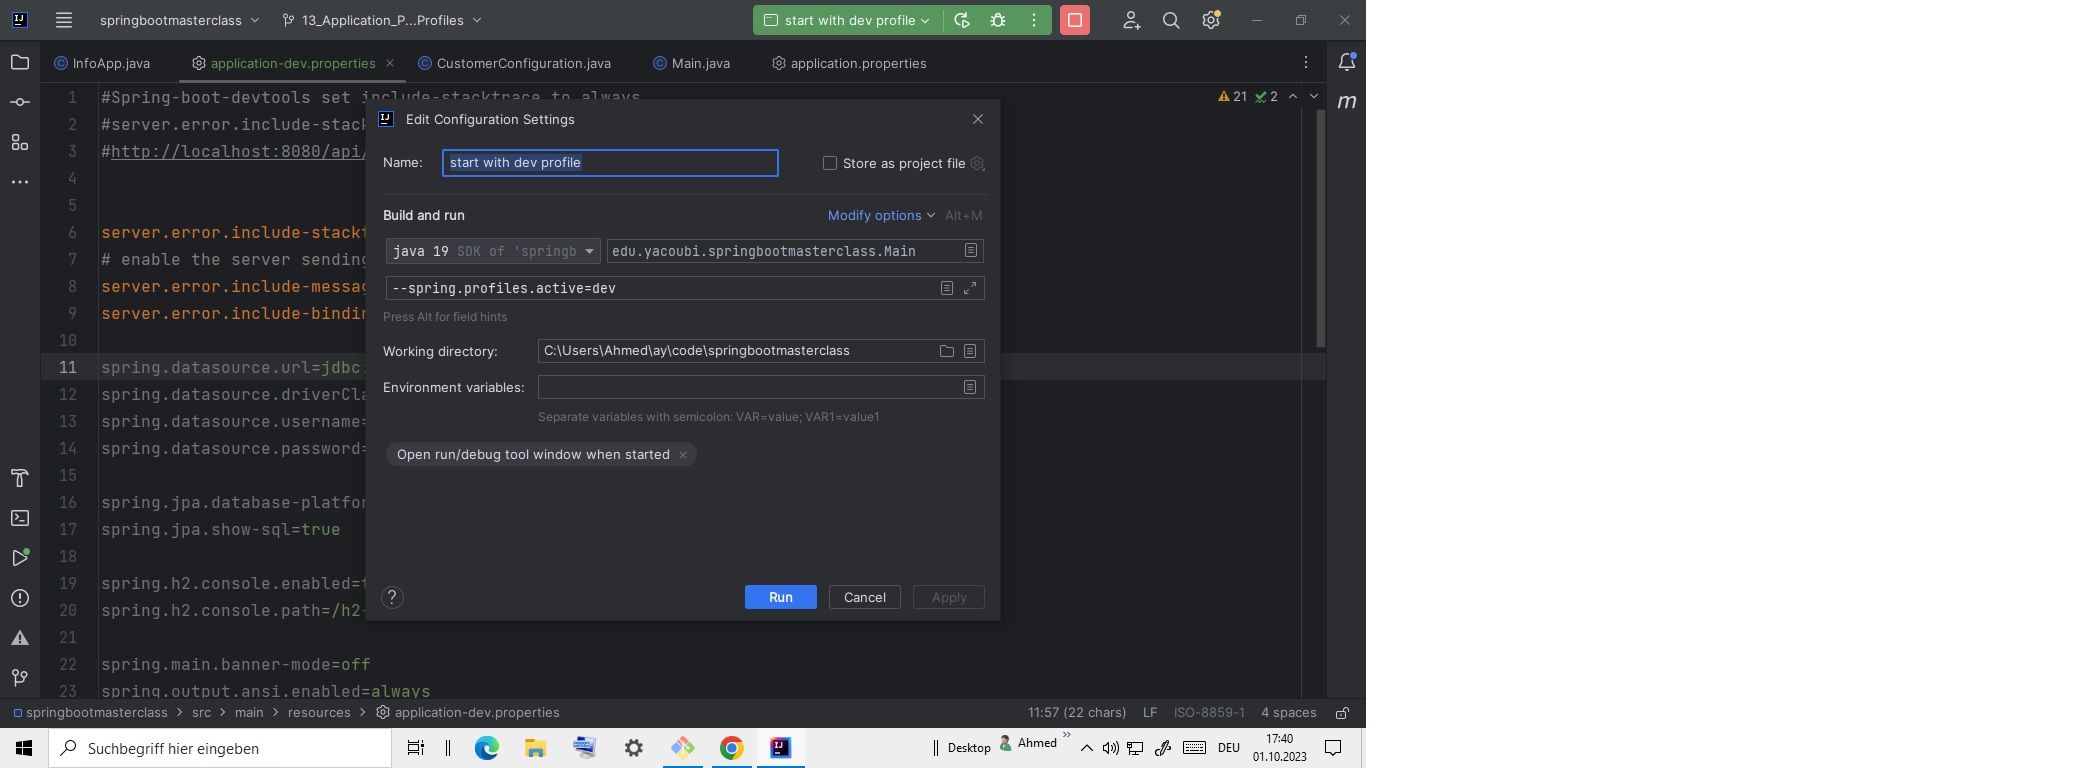 springbootmasterclass
13_Application_P...Profiles
start with dev profile
InfoApp.java
application-dev.properties
CustomerConfiguration.java
Main.java
application.properties
21
2
1 #Spring-boot-devtools set include-stacktrace to always
2 #server.error.include-stack
3 #http://localhost:8080/api/
4
5
6 server.error.include-stackt
7 # enable the server sending
8 server.error.include-messag
9 server.error.include-bindin
10
11 spring.datasource.url=jdbc:
12 spring.datasource.driverCla
13 spring.datasource.username=
14 spring.datasource.password=
15
16 spring.jpa.database-platfor
17 spring.jpa.show-sql=true
18
19 spring.h2.console.enabled=t
20 spring.h2.console.path=/h2-
21
22 spring.main.banner-mode=off
23 spring.output.ansi.enabled=always
m
Edit Configuration Settings
Name: start with dev profile
Store as project file
Build and run
Modify options Alt+M
java 19 SDK of 'springb
edu.yacoubi.springbootmasterclass.Main
--spring.profiles.active=dev
Press Alt for field hints
Working directory: C:\Users\Ahmed\ay\code\springbootmasterclass
Environment variables:
Separate variables with semicolon: VAR=value; VAR1=value1
Open run/debug tool window when started
?
Run
Cancel
Apply
springbootmasterclass > src > main > resources > application-dev.properties
11:57 (22 chars) LF ISO-8859-1 4 spaces
Suchbegriff hier eingeben
Desktop
Ahmed
DEU
17:40
01.10.2023